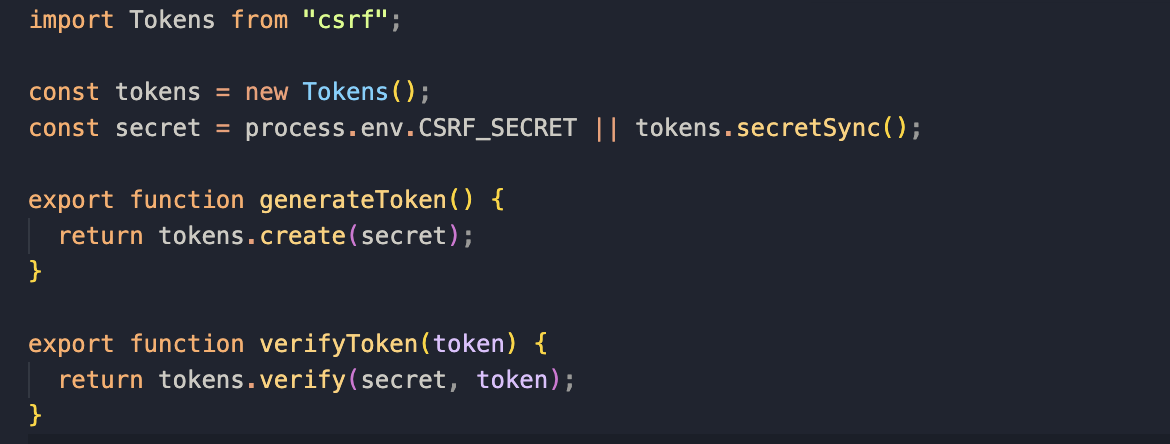 import Tokens from "csrf";
const tokens = new Tokens();
const secret = process.env.CSRF_SECRET || tokens.secretSync();
export function generateToken() {
return tokens.create(secret);
}
export function verifyToken(token) {
return tokens.verify(secret, token);
}